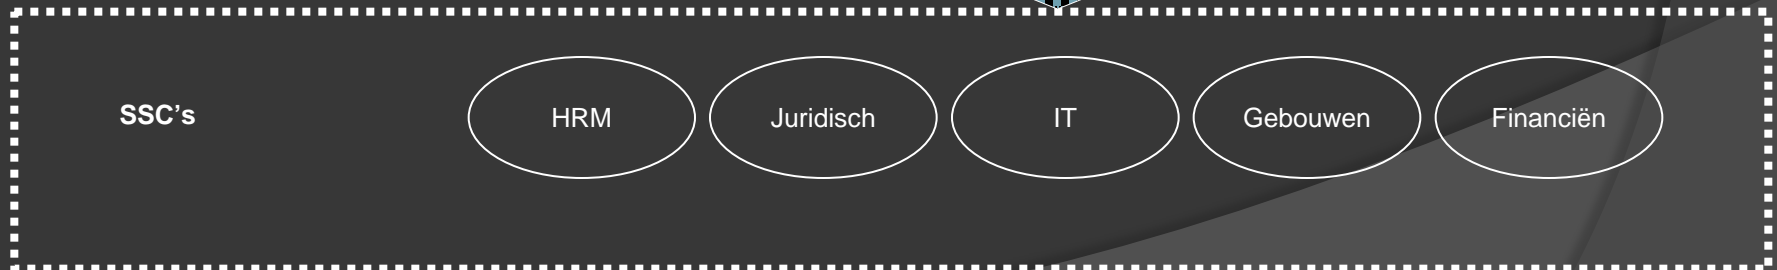 SSC’s
HRM
Juridisch
IT
Gebouwen
Financiën